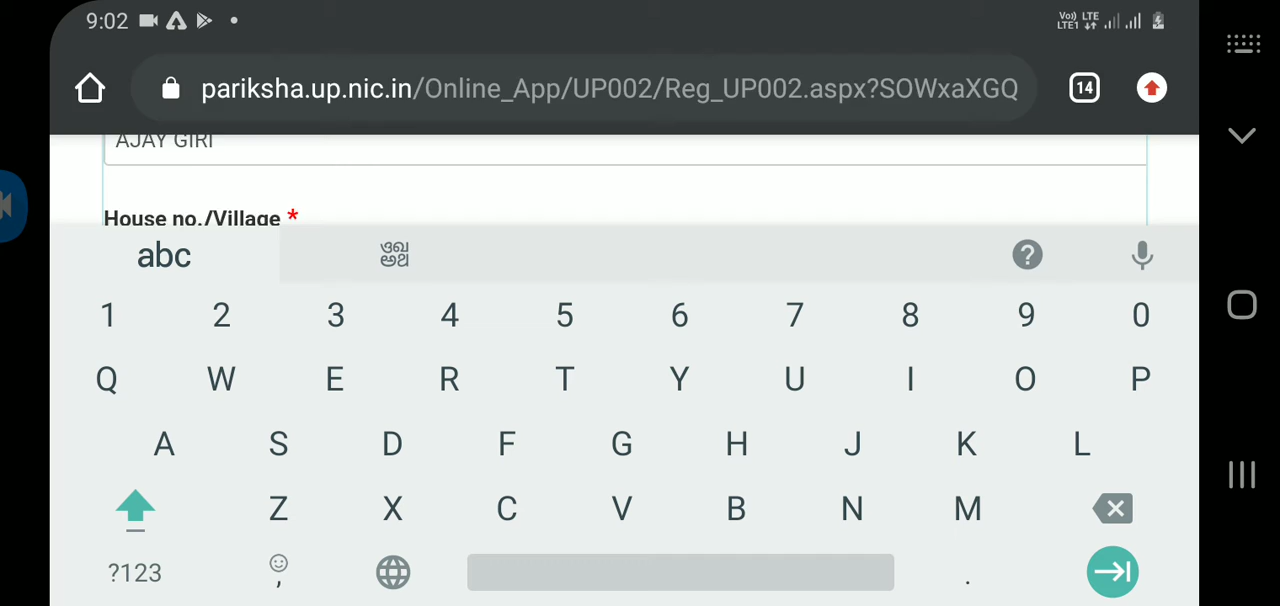 9:02
Vo)) LTE
LTE1
pariksha.up.nic.in/Online_App/UP002/Reg_UP002.aspx?SOWxaXGQ
14
AJAY GIRI
House no./Village *
abc
?
1 2 3 4 5 6 7 8 9 0
Q W E R T Y U I O P
A S D F G H J K L
Z X C V B N M
?123 , .